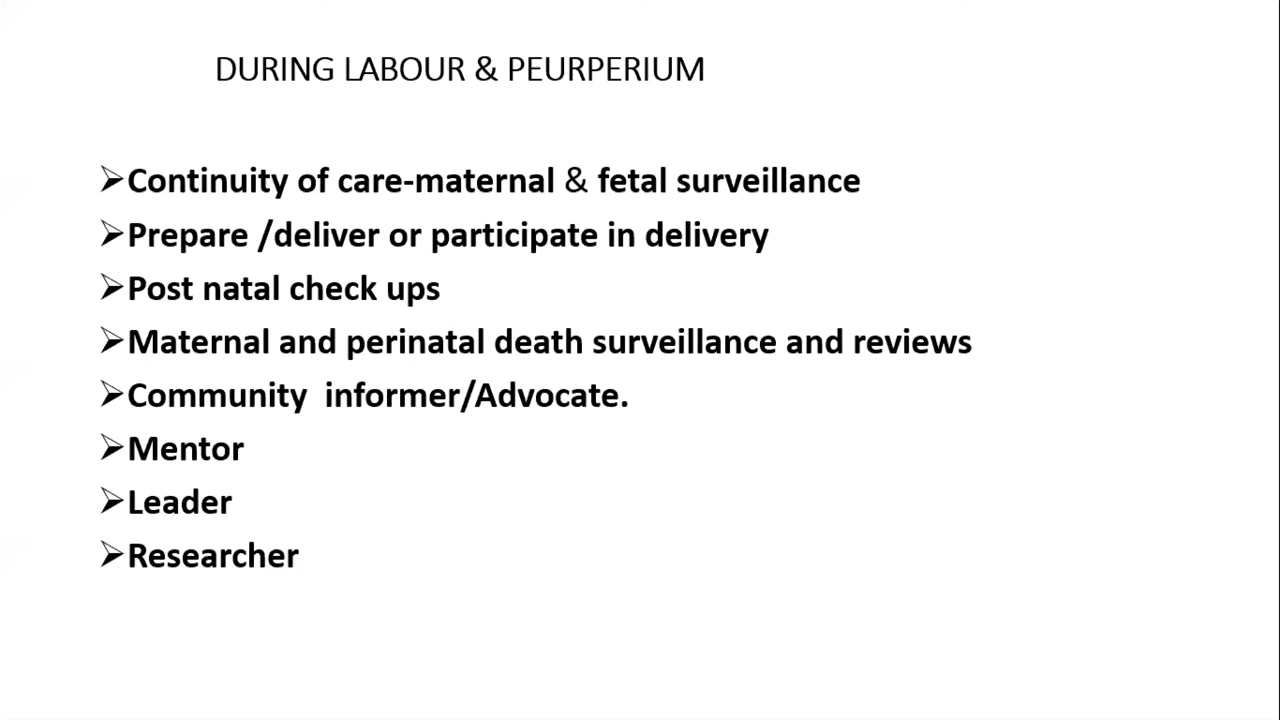 DURING LABOUR & PEURPERIUM
➢Continuity of care-maternal & fetal surveillance
➢Prepare /deliver or participate in delivery
➢Post natal check ups
➢Maternal and perinatal death surveillance and reviews
➢Community  informer/Advocate.
➢Mentor
➢Leader
➢Researcher